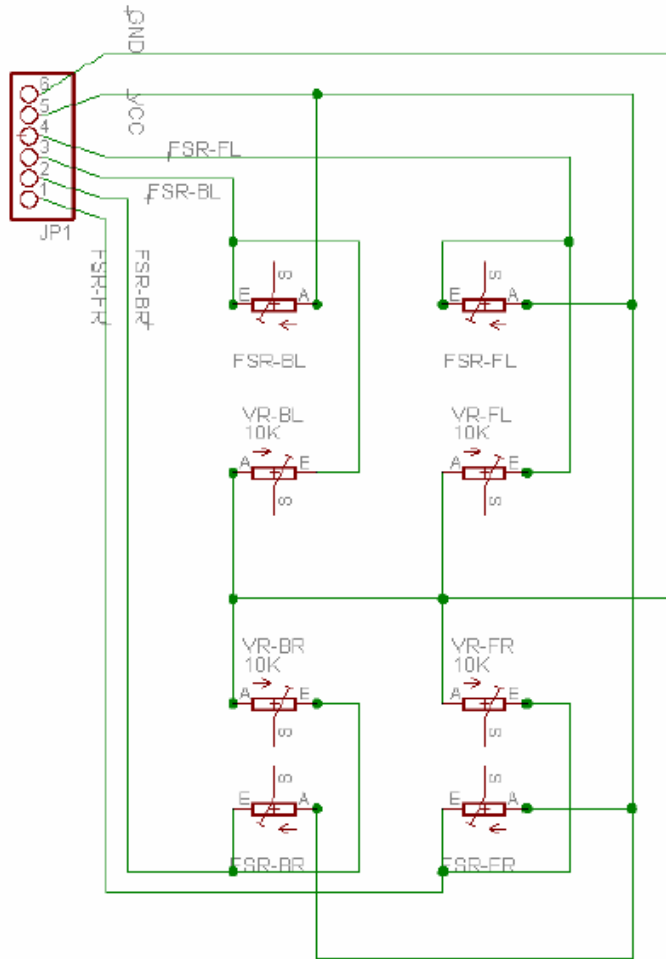 GND
6
5
VCC
4
3
FSR-FL
2
FSR-BL
1
JP1
FSR-FR
FSR-BR
S
S
E
A
E
A
FSR-BL
FSR-FL
VR-BL
VR-FL
10K
10K
A
E
A
E
S
S
VR-BR
VR-FR
10K
10K
A
E
A
E
S
S
S
S
E
A
E
A
FSR-BR
FSR-FR